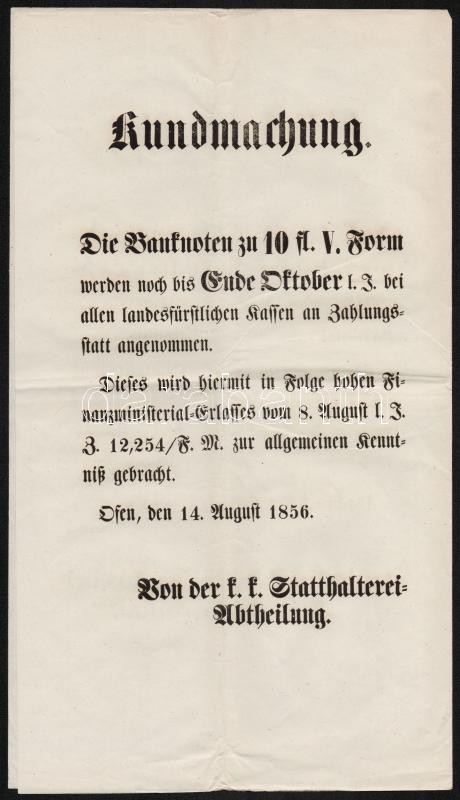 Kundmachung.
Die Banknoten zu 10 fl. V. Form
werden noch bis Ende Oktober l. J. bei
allen landesfürstlichen Kassen an Zahlungs-
statt angenommen.
Dieses wird hiermit in Folge hohen Fi-
nanzministerial-Erlasses vom 8. August l. J.
Z. 12,254/F. M. zur allgemeinen Kennt-
niß gebracht.
Ofen, den 14. August 1856.
Von der k. k. Statthalterei-
Abtheilung.